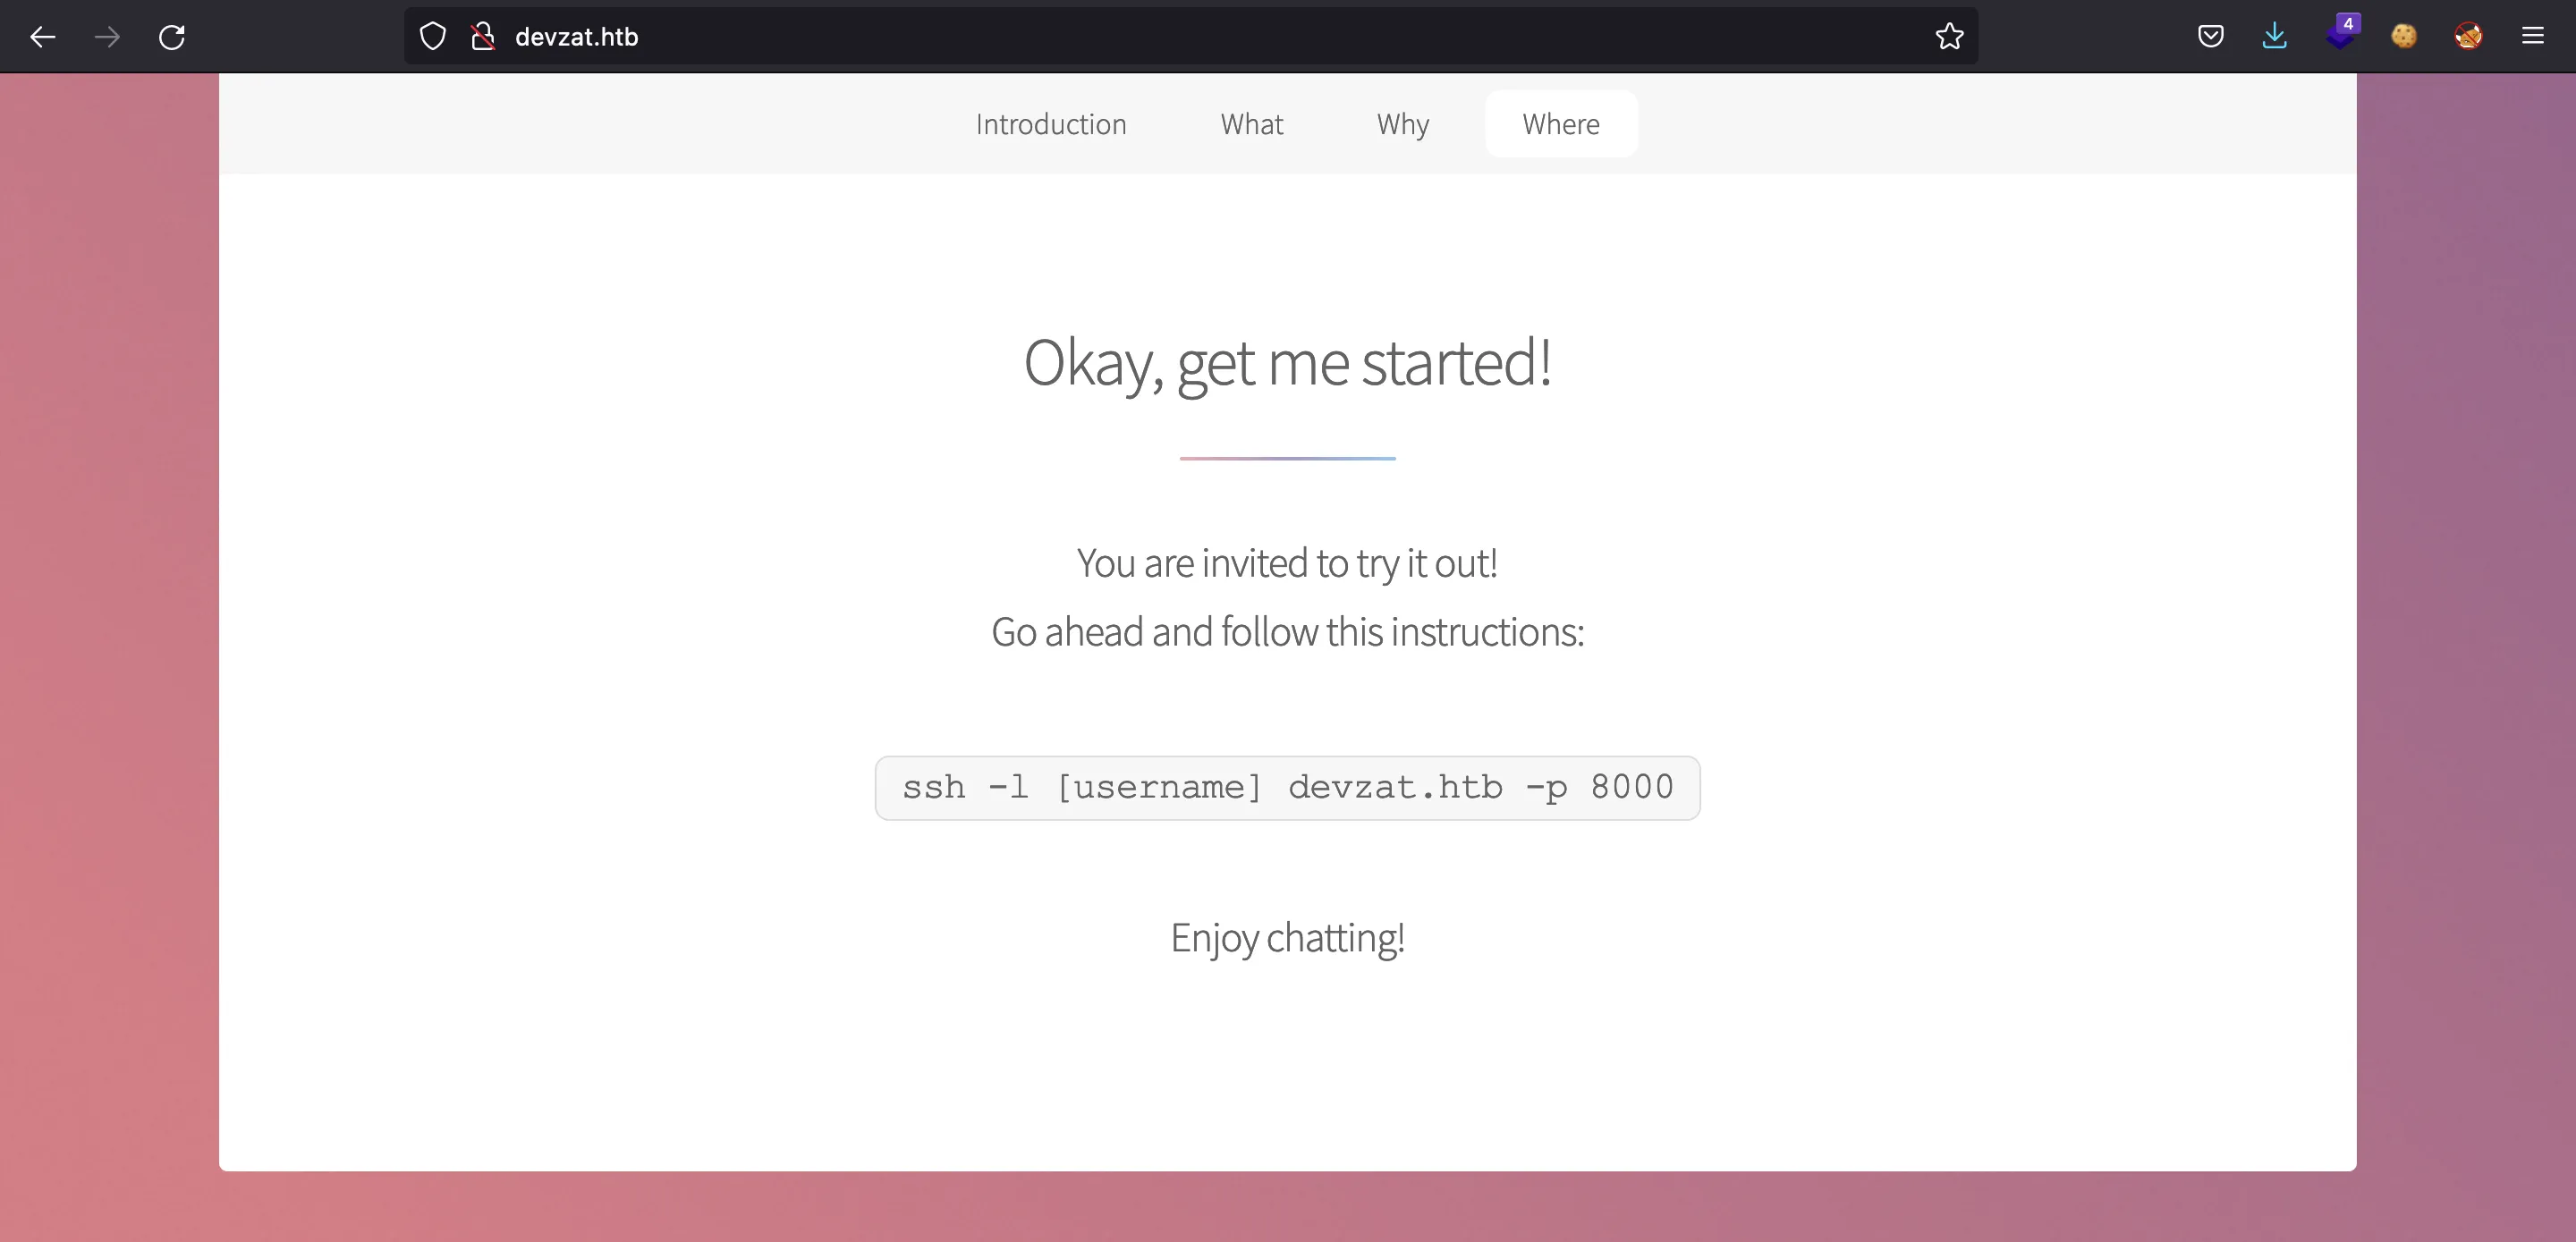 devzat.htb
4
Introduction What Why Where
Okay, get me started!
You are invited to try it out!
Go ahead and follow this instructions:
ssh -l [username] devzat.htb -p 8000
Enjoy chatting!